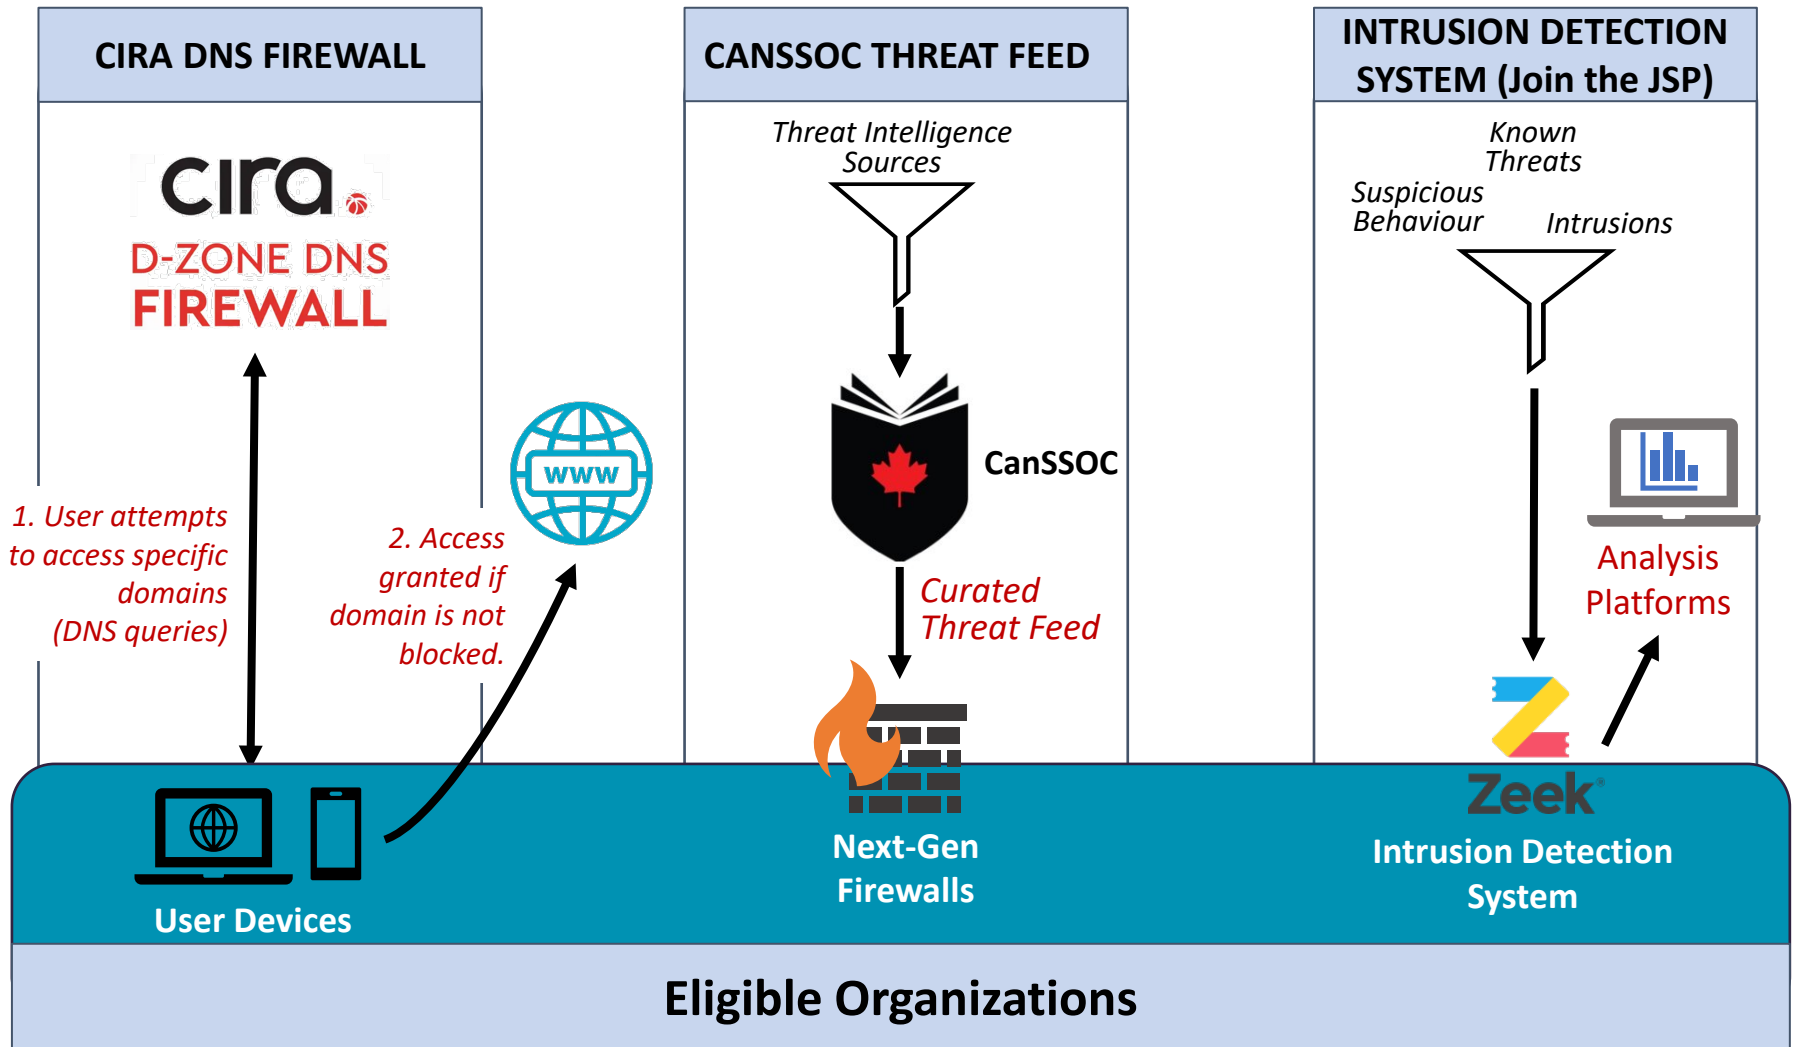 CIRA DNS FIREWALL
cira
D-ZONE DNS
FIREWALL
1. User attempts
to access specific
domains
(DNS queries)
www
2. Access
granted if
domain is not
blocked.
User Devices
CANSSOC THREAT FEED
Threat Intelligence
Sources
CanSSOC
Curated
Threat Feed
Next-Gen
Firewalls
INTRUSION DETECTION
SYSTEM (Join the JSP)
Known
Threats
Suspicious
Behaviour
Intrusions
Analysis
Platforms
Zeek®
Intrusion Detection
System
Eligible Organizations